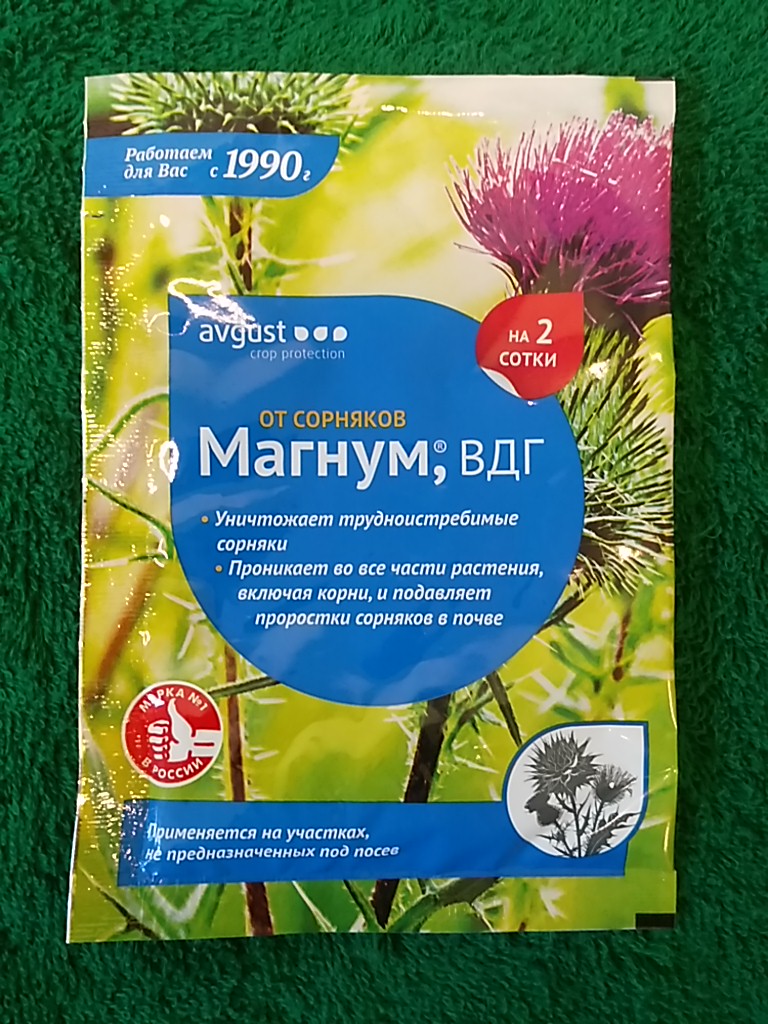 Работаем
для Вас с 1990 г
avgust
crop protection
НА 2
СОТКИ
ОТ СОРНЯКОВ
Магнум,® ВДГ
• Уничтожает трудноистребимые
сорняки
• Проникает во все части растения,
включая корни, и подавляет
проростки сорняков в почве
МАРКА №1
В РОССИИ
Применяется на участках,
не предназначенных под посев